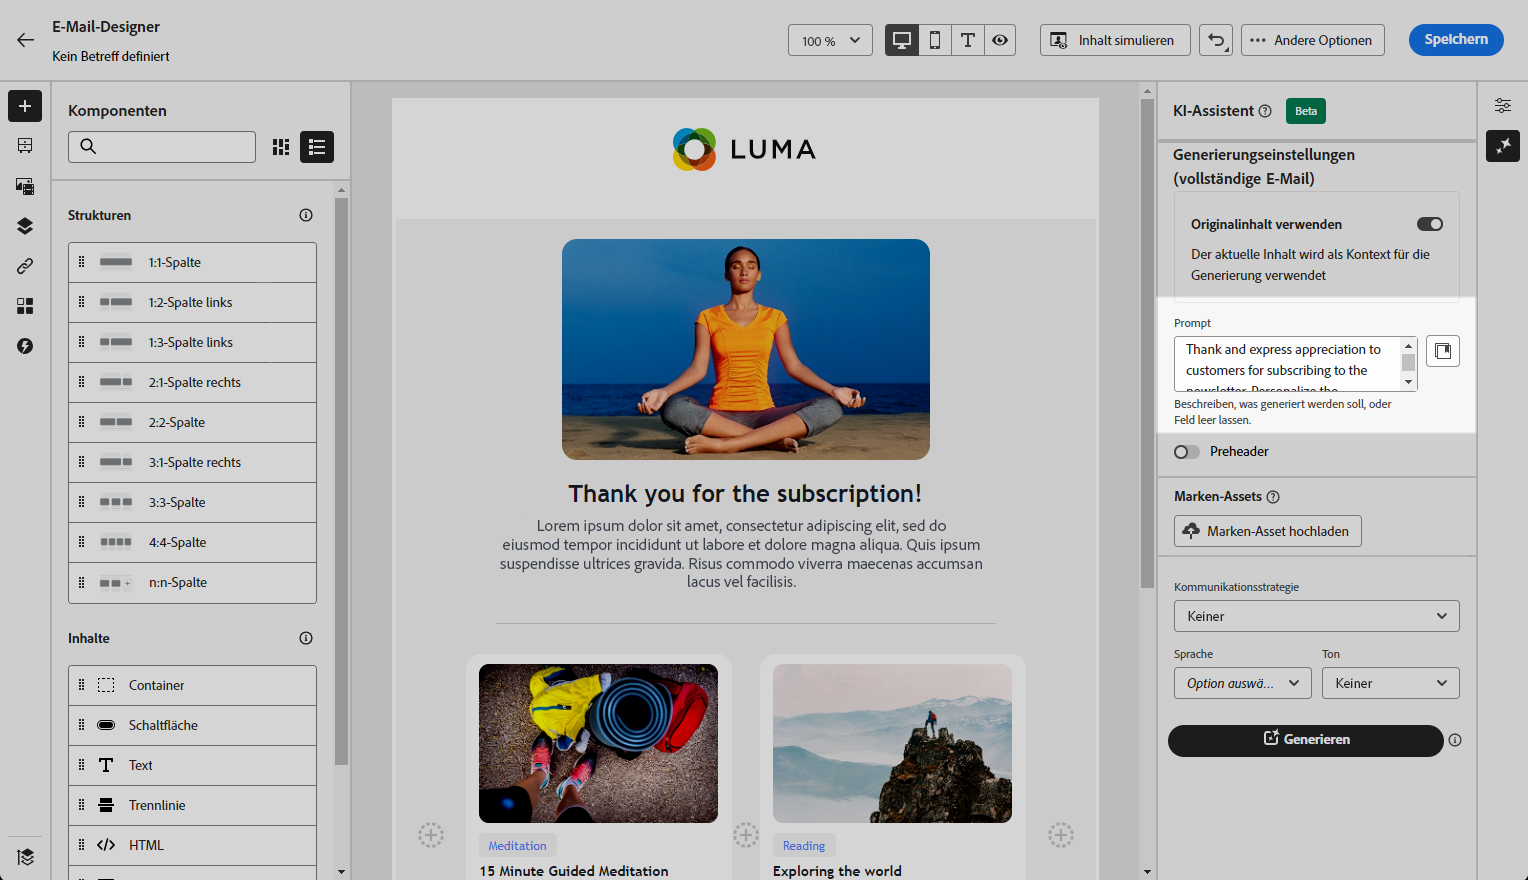 E-Mail-Designer
Kein Betreff definiert
100 %
Inhalt simulieren
Andere Optionen
Speichern
Komponenten
Strukturen
1:1-Spalte
1:2-Spalte links
1:3-Spalte links
2:1-Spalte rechts
2:2-Spalte
3:1-Spalte rechts
3:3-Spalte
4:4-Spalte
n:n-Spalte
Inhalte
Container
Schaltfläche
Text
Trennlinie
HTML
LUMA
Thank you for the subscription!
Lorem ipsum dolor sit amet, consectetur adipiscing elit, sed do
eiusmod tempor incididunt ut labore et dolore magna aliqua. Quis ipsum
suspendisse ultrices gravida. Risus commodo viverra maecenas accumsan
lacus vel facilisis.
Meditation
15 Minute Guided Meditation
Reading
Exploring the world
KI-Assistent
Beta
Generierungseinstellungen
(vollständige E-Mail)
Originalinhalt verwenden
Der aktuelle Inhalt wird als Kontext für die
Generierung verwendet
Prompt
Thank and express appreciation to
customers for subscribing to the
newsletter. Personalize the
Beschreiben, was generiert werden soll, oder
Feld leer lassen.
Preheader
Marken-Assets
Marken-Asset hochladen
Kommunikationsstrategie
Keiner
Sprache
Ton
Option auswä...
Keiner
Generieren